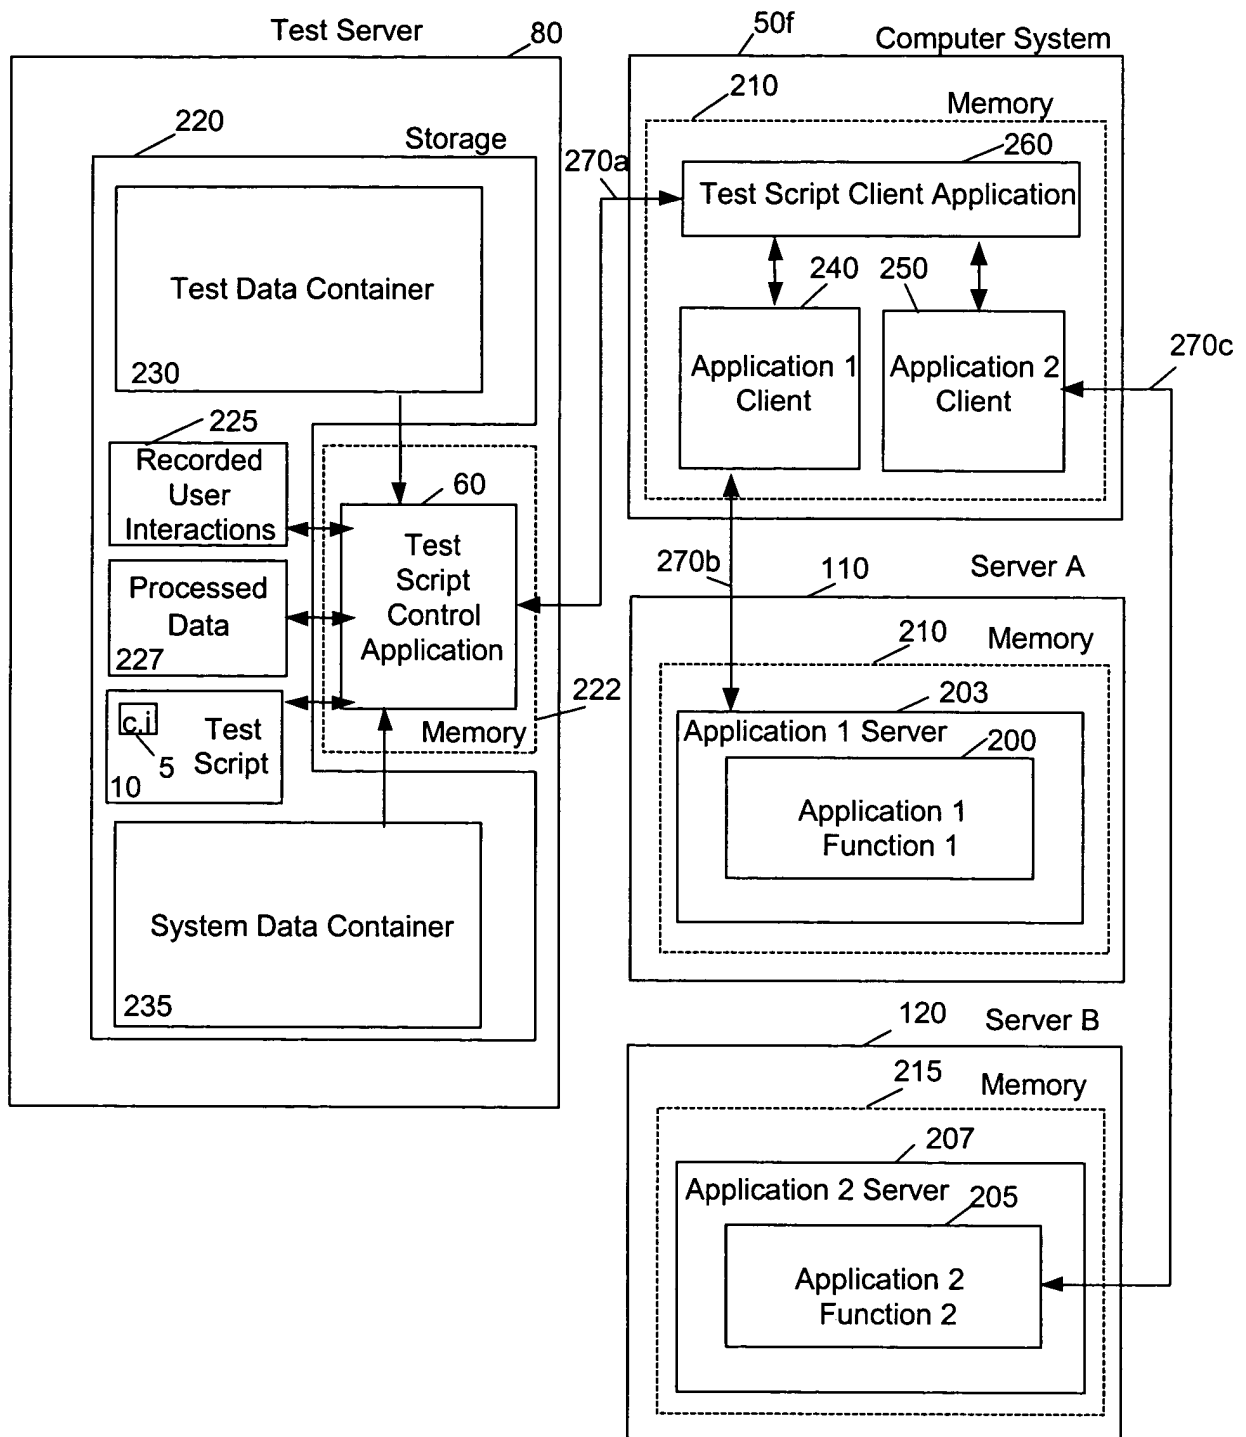 Test Server
80
220
Storage
Test Data Container
230
225
Recorded
User
Interactions
Processed
Data
227
c,i
5
Test
Script
10
60
Test
Script
Control
Application
Memory
222
System Data Container
235
270a
50f
Computer System
210
Memory
260
Test Script Client Application
240
250
Application 1
Client
Application 2
Client
270c
270b
Server A
110
210
Memory
203
Application 1 Server
200
Application 1
Function 1
120
Server B
215
Memory
207
Application 2 Server
205
Application 2
Function 2